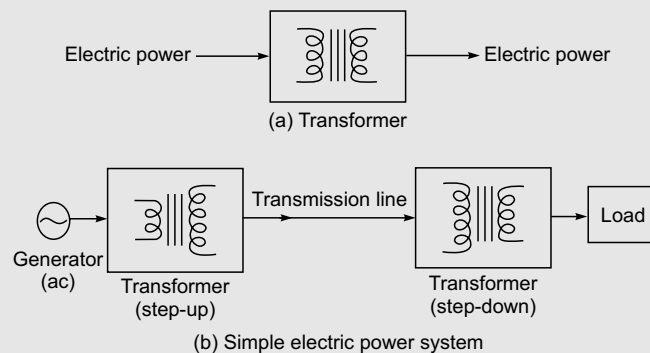 Electric power
Electric power
(a) Transformer
Transmission line
Load
Generator
(ac)
Transformer
(step-up)
Transformer
(step-down)
(b) Simple electric power system